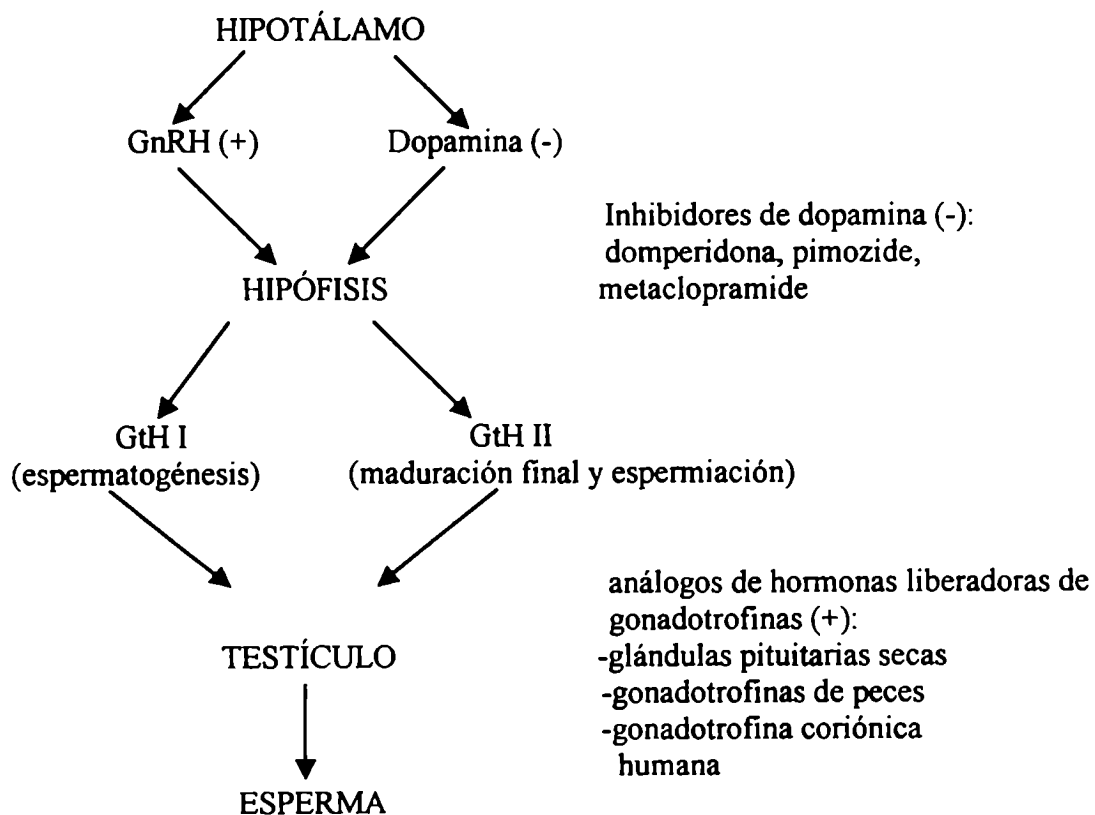 HIPOTÁLAMO
GnRH (+)
Dopamina (-)
Inhibidores de dopamina (-):
domperidona, pimozide,
metaclopramide
HIPÓFISIS
GtH I
(espermatogénesis)
GtH II
(maduración final y espermiación)
análogos de hormonas liberadoras de
gonadotrofinas (+):
-glándulas pituitarias secas
-gonadotrofinas de peces
-gonadotrofina coriónica
humana
TESTÍCULO
ESPERMA